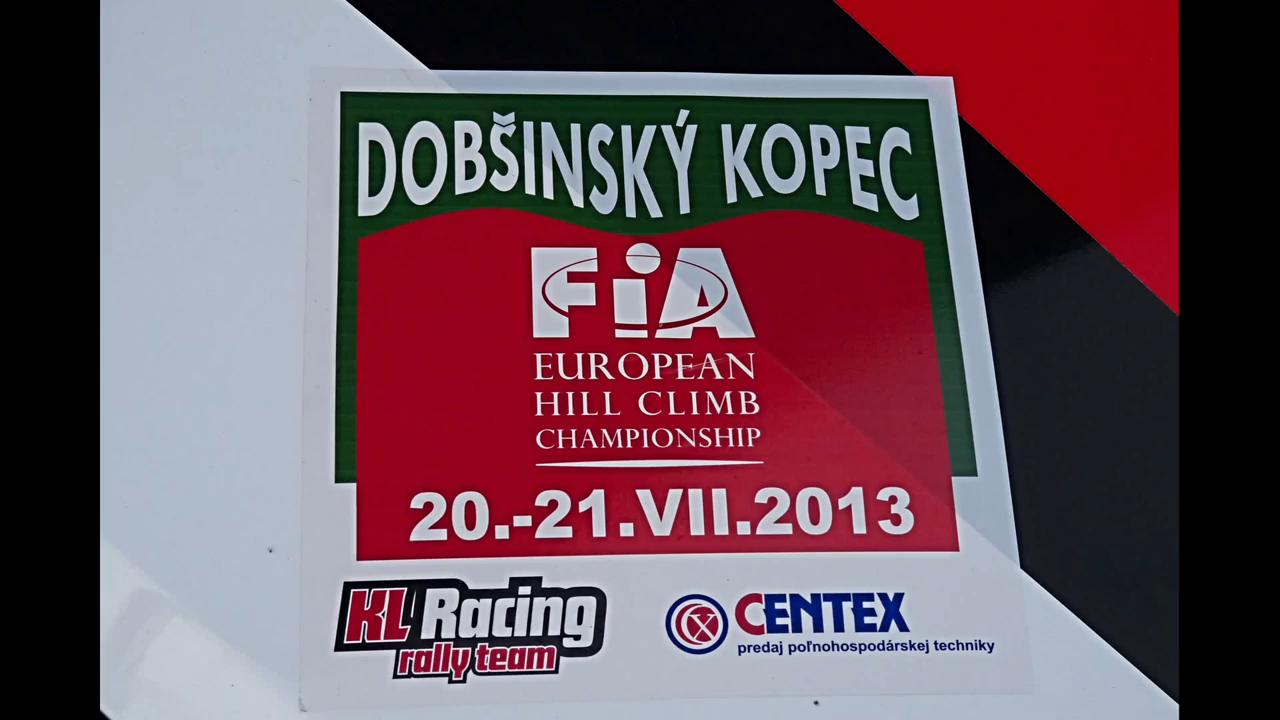 DOBŠINSKÝ KOPEC
FiA
EUROPEAN
HILL CLIMB
CHAMPIONSHIP
20.-21.VII.2013
KL Racing
rally team
CENTEX
predaj poľnohospodárskej techniky